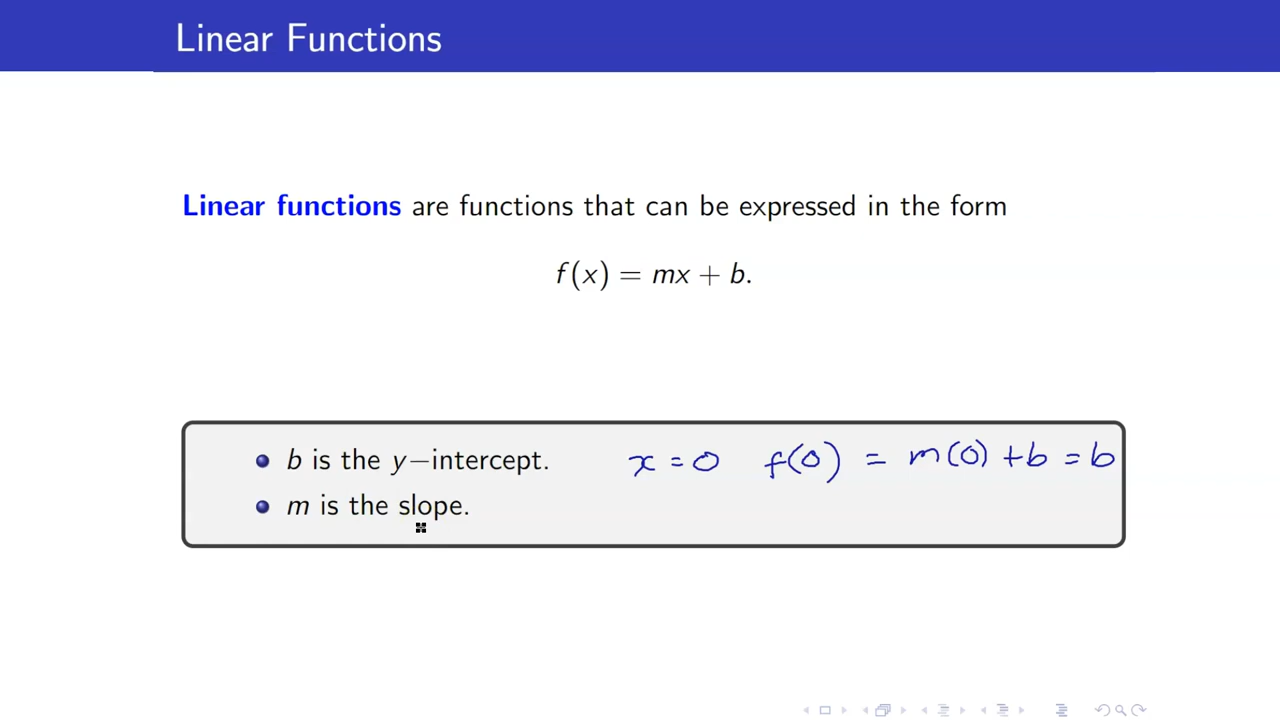 Linear Functions
Linear functions are functions that can be expressed in the form
f(x) = mx + b.
b is the y−intercept. x = 0 f(0) = m(0) + b = b
m is the slope.